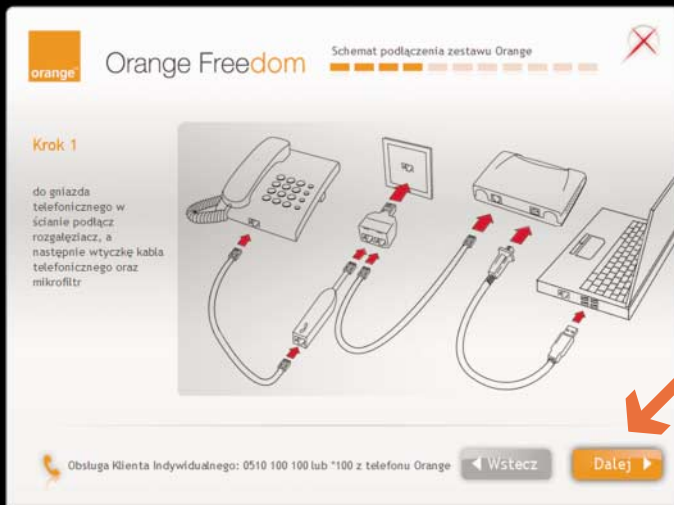 orange™
Orange Freedom
Schemat podłączenia zestawu Orange
Krok 1
do gniazda
telefonicznego w
ścianie podłącz
rozgałęziacz, a
następnie wtyczkę kabla
telefonicznego oraz
mikrofiltr
Obsługa Klienta Indywidualnego: 0510 100 100 lub *100 z telefonu Orange
Wstecz
Dalej